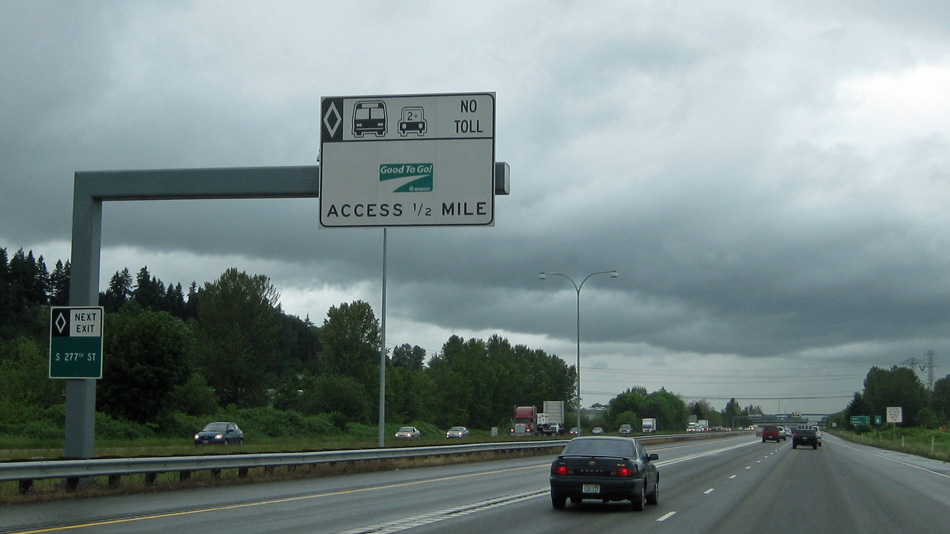 NO
TOLL
2+
Good To Go!
ACCESS 1/2 MILE
NEXT
EXIT
S 277TH ST